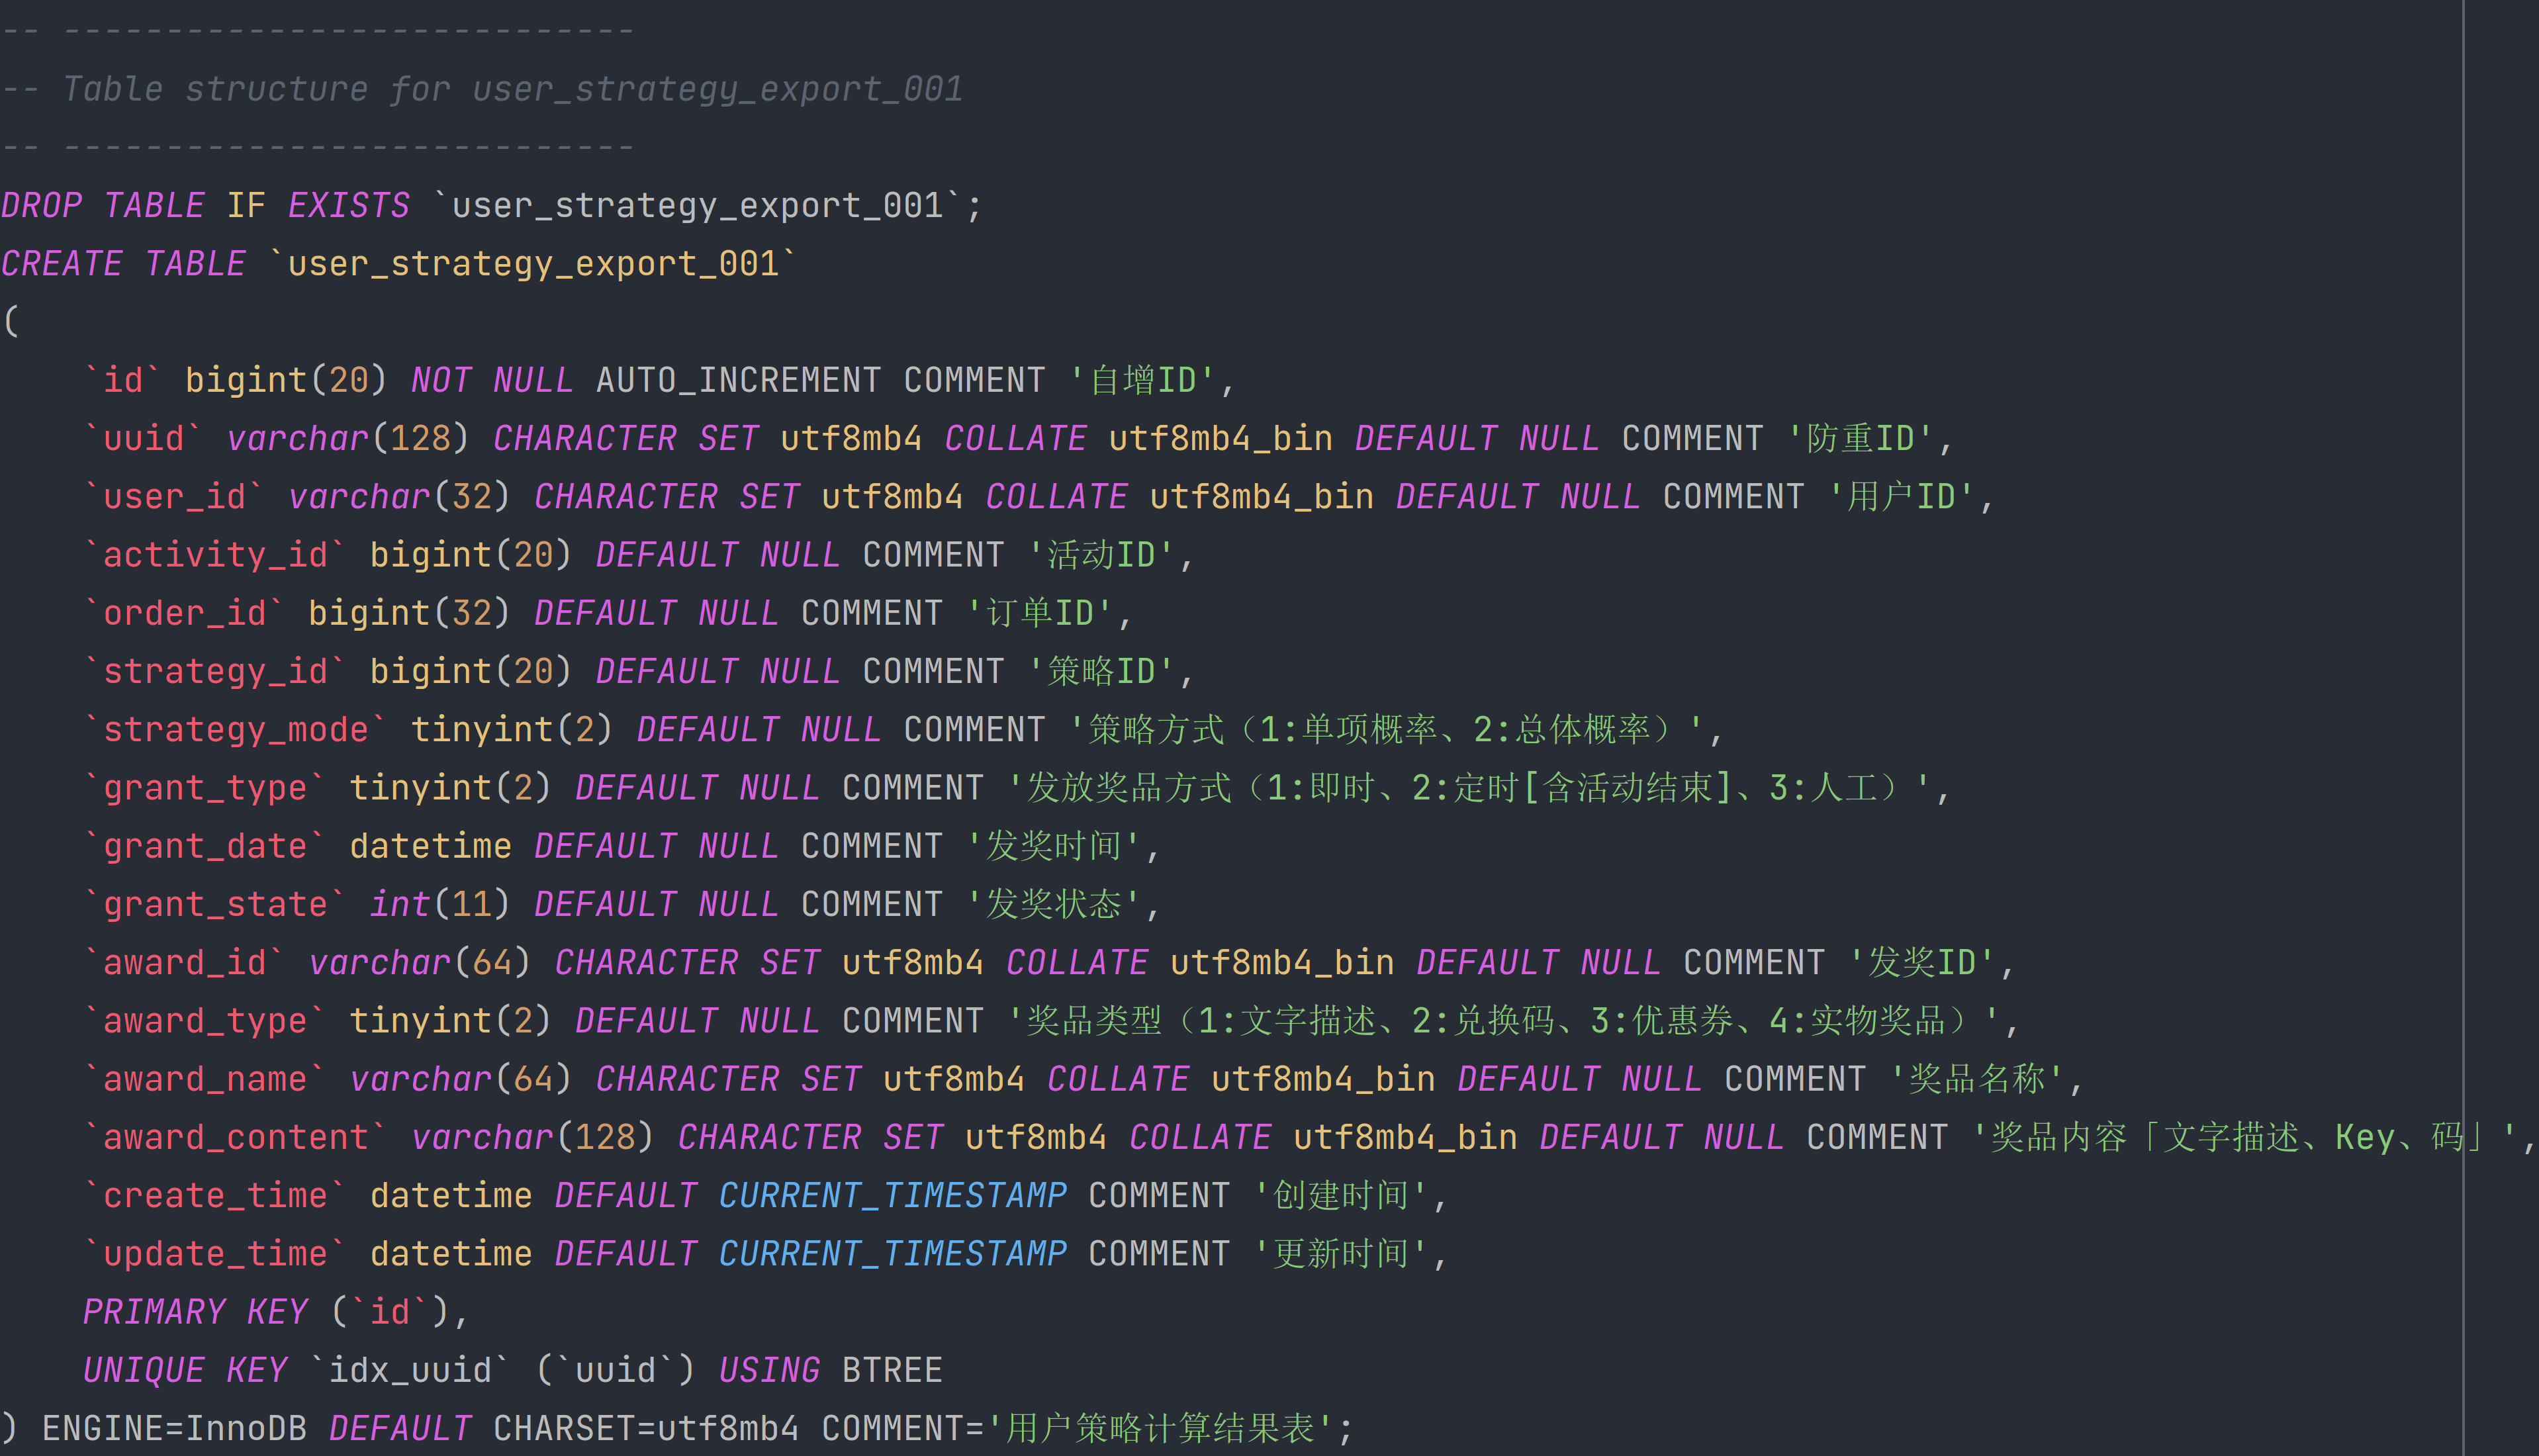 -- ----------------------------
-- Table structure for user_strategy_export_001
-- ----------------------------
DROP TABLE IF EXISTS `user_strategy_export_001`;
CREATE TABLE `user_strategy_export_001`
(
    `id` bigint(20) NOT NULL AUTO_INCREMENT COMMENT '自增ID',
    `uuid` varchar(128) CHARACTER SET utf8mb4 COLLATE utf8mb4_bin DEFAULT NULL COMMENT '防重ID',
    `user_id` varchar(32) CHARACTER SET utf8mb4 COLLATE utf8mb4_bin DEFAULT NULL COMMENT '用户ID',
    `activity_id` bigint(20) DEFAULT NULL COMMENT '活动ID',
    `order_id` bigint(32) DEFAULT NULL COMMENT '订单ID',
    `strategy_id` bigint(20) DEFAULT NULL COMMENT '策略ID',
    `strategy_mode` tinyint(2) DEFAULT NULL COMMENT '策略方式（1:单项概率、2:总体概率）',
    `grant_type` tinyint(2) DEFAULT NULL COMMENT '发放奖品方式（1:即时、2:定时[含活动结束]、3:人工）',
    `grant_date` datetime DEFAULT NULL COMMENT '发奖时间',
    `grant_state` int(11) DEFAULT NULL COMMENT '发奖状态',
    `award_id` varchar(64) CHARACTER SET utf8mb4 COLLATE utf8mb4_bin DEFAULT NULL COMMENT '发奖ID',
    `award_type` tinyint(2) DEFAULT NULL COMMENT '奖品类型（1:文字描述、2:兑换码、3:优惠券、4:实物奖品）',
    `award_name` varchar(64) CHARACTER SET utf8mb4 COLLATE utf8mb4_bin DEFAULT NULL COMMENT '奖品名称',
    `award_content` varchar(128) CHARACTER SET utf8mb4 COLLATE utf8mb4_bin DEFAULT NULL COMMENT '奖品内容「文字描述、Key、码」',
    `create_time` datetime DEFAULT CURRENT_TIMESTAMP COMMENT '创建时间',
    `update_time` datetime DEFAULT CURRENT_TIMESTAMP COMMENT '更新时间',
    PRIMARY KEY (`id`),
    UNIQUE KEY `idx_uuid` (`uuid`) USING BTREE
) ENGINE=InnoDB DEFAULT CHARSET=utf8mb4 COMMENT='用户策略计算结果表';